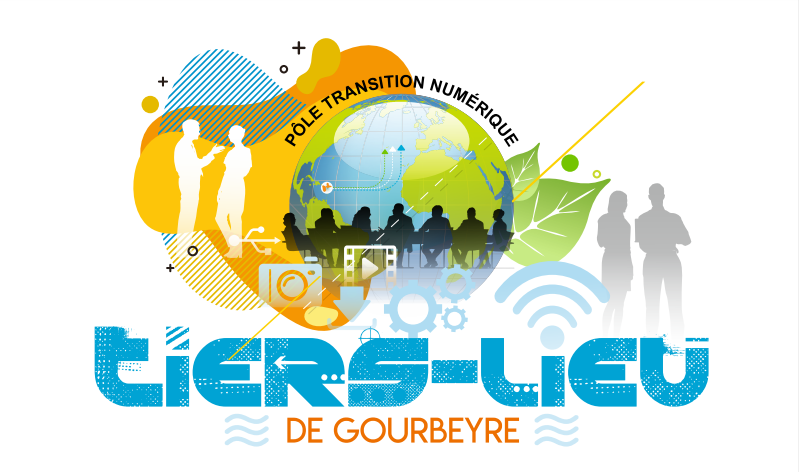 PÔLE TRANSITION NUMÉRIQUE
TIERS-LIEU
DE GOURBEYRE